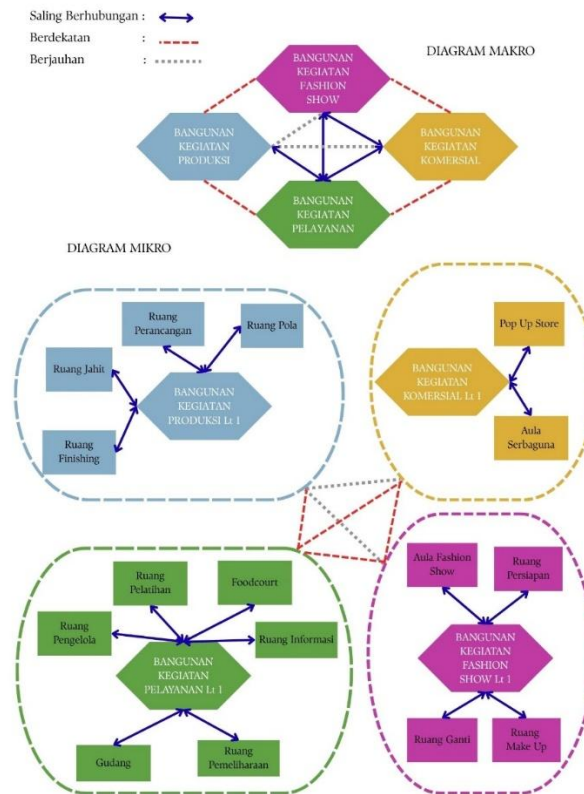 Saling Berhubungan :
Berdekatan :
Berjauhan :
DIAGRAM MAKRO
BANGUNAN
KEGIATAN
FASHION
SHOW
BANGUNAN
KEGIATAN
PRODUKSI
BANGUNAN
KEGIATAN
KOMERSIAL
BANGUNAN
KEGIATAN
PELAYANAN
DIAGRAM MIKRO
Ruang
Perancangan
Ruang Pola
Ruang Jahit
BANGUNAN
KEGIATAN
PRODUKSI Lt 1
Ruang
Finishing
Pop Up Store
BANGUNAN
KEGIATAN
KOMERSIAL Lt 1
Aula
Serbaguna
Ruang
Pelatihan
Foodcourt
Ruang
Pengelola
Ruang Informasi
BANGUNAN
KEGIATAN
PELAYANAN Lt 1
Gudang
Ruang
Pemeliharaan
Aula Fashion
Show
Ruang
Persiapan
BANGUNAN
KEGIATAN
FASHION
SHOW Lt 1
Ruang Ganti
Ruang
Make Up